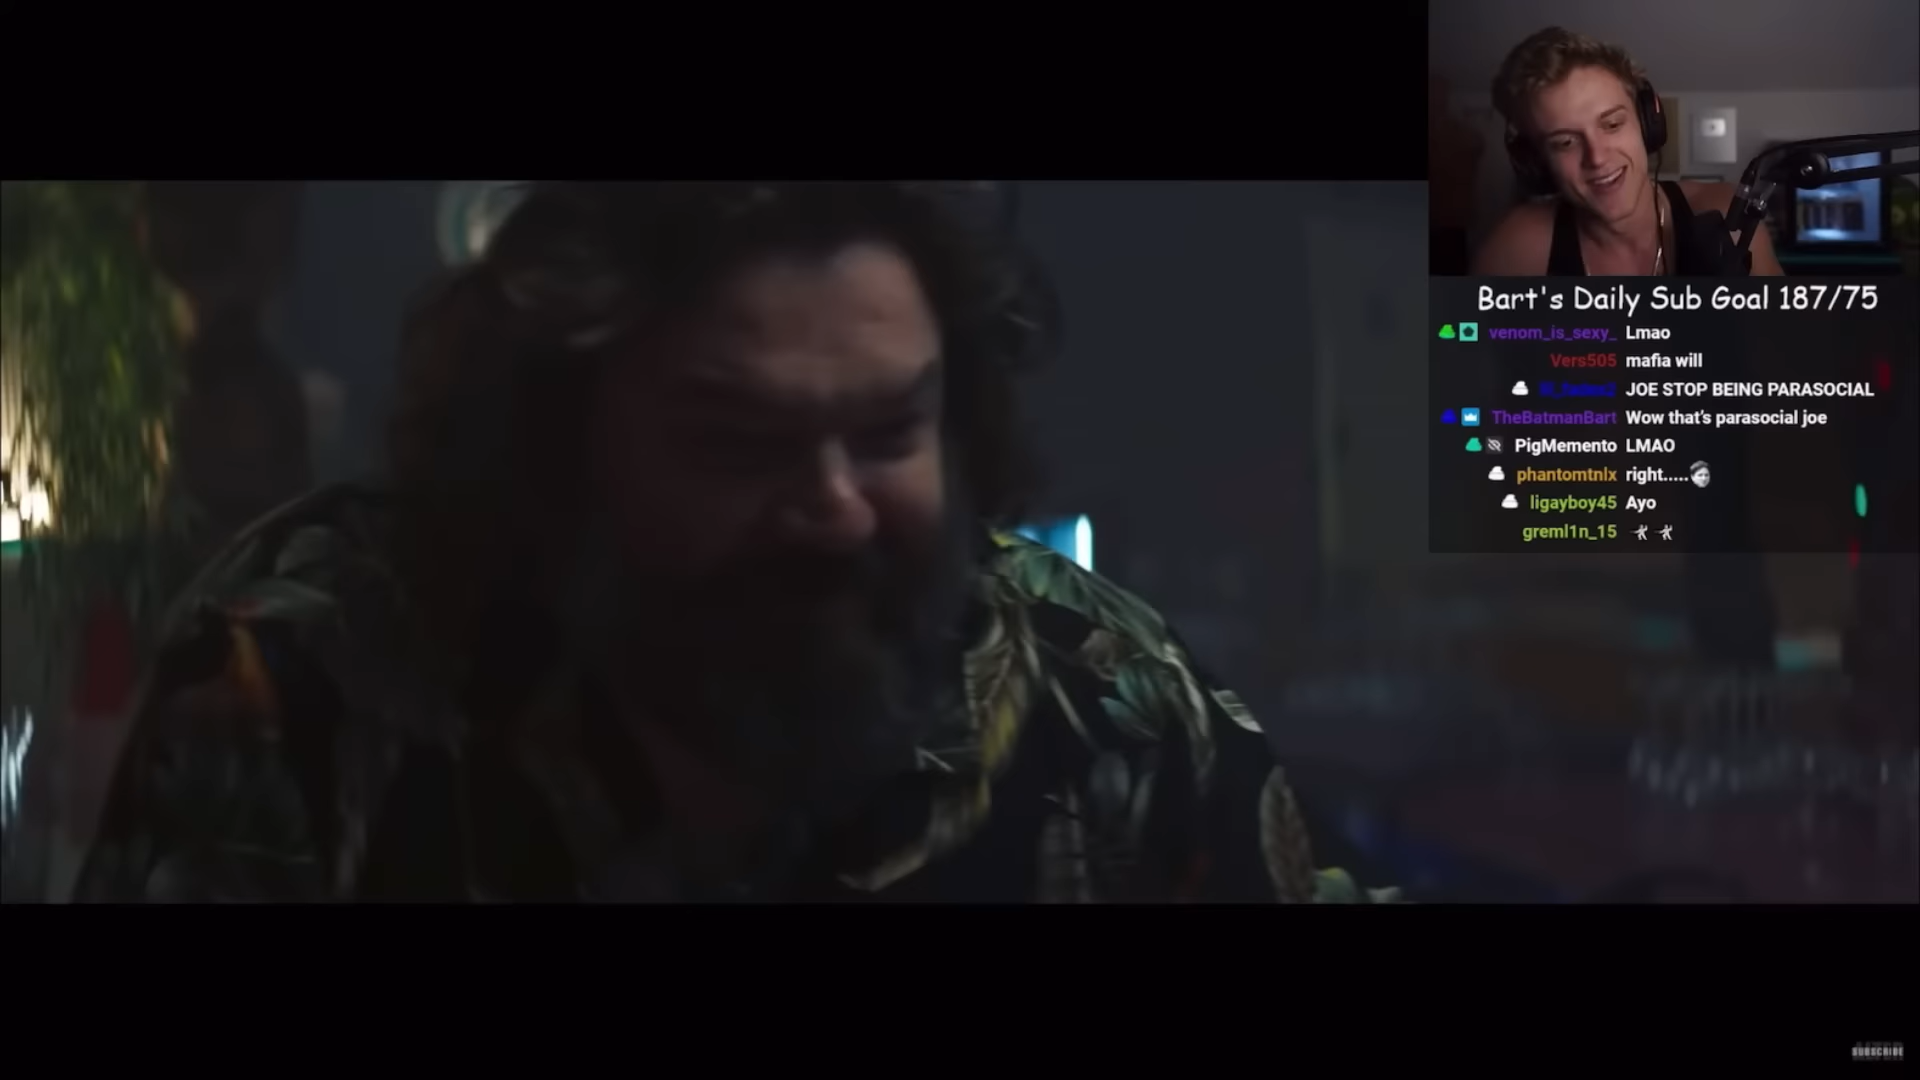 Bart's Daily Sub Goal 187/75
venom_is_sexy_ Lmao
Vers505 mafia will
JOE STOP BEING PARASOCIAL
TheBatmanBart Wow that's parasocial joe
PigMemento LMAO
phantomtnlx right.....
ligayboy45 Ayo
greml1n_15
SUBSCRIBE